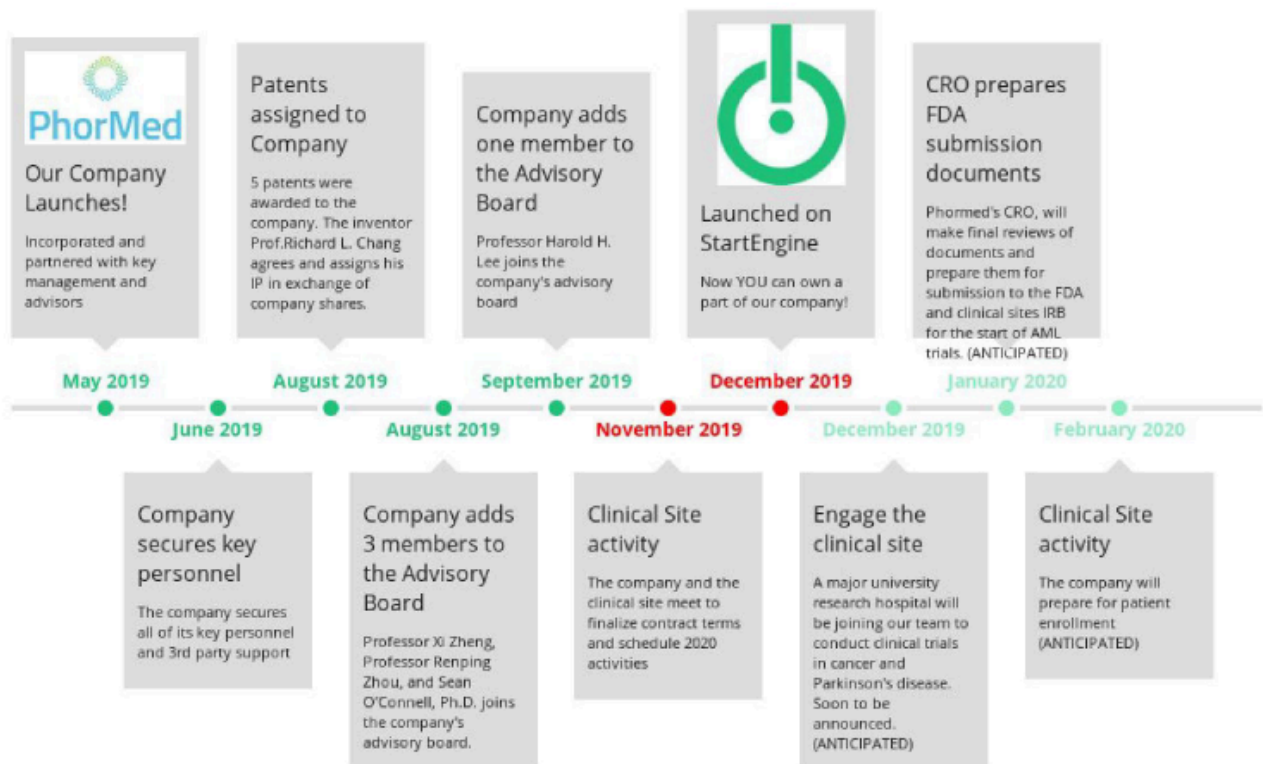 PhorMed
Our Company
Launches!
Incorporated and
partnered with key
management and
advisors
May 2019
Company
secures key
personnel
The company secures
all of its key personnel
and 3rd party support
June 2019
Patents
assigned to
Company
5 patents were
awarded to the
company. The inventor
Prof.Richard L. Chang
agrees and assigns his
IP in exchange of
company shares.
August 2019
Company adds
3 members to
the Advisory
Board
Professor Xi Zheng,
Professor Renping
Zhou, and Sean
O'Connell, Ph.D. joins
the company's
advisory board.
August 2019
Company adds
one member to
the Advisory
Board
Professor Harold H.
Lee joins the
company's advisory
board
September 2019
Clinical Site
activity
The company and the
clinical site meet to
finalize contract terms
and schedule 2020
activities
November 2019
Launched on
StartEngine
Now YOU can own a
part of our company!
December 2019
Engage the
clinical site
A major university
research hospital will
be joining our team to
conduct clinical trials
in cancer and
Parkinson's disease.
Soon to be
announced.
(ANTICIPATED)
December 2019
CRO prepares
FDA
submission
documents
Phormed's CRO, will
make final reviews of
documents and
prepare them for
submission to the FDA
and clinical sites IRB
for the start of AML
trials. (ANTICIPATED)
January 2020
Clinical Site
activity
The company will
prepare for patient
enrollment
(ANTICIPATED)
February 2020